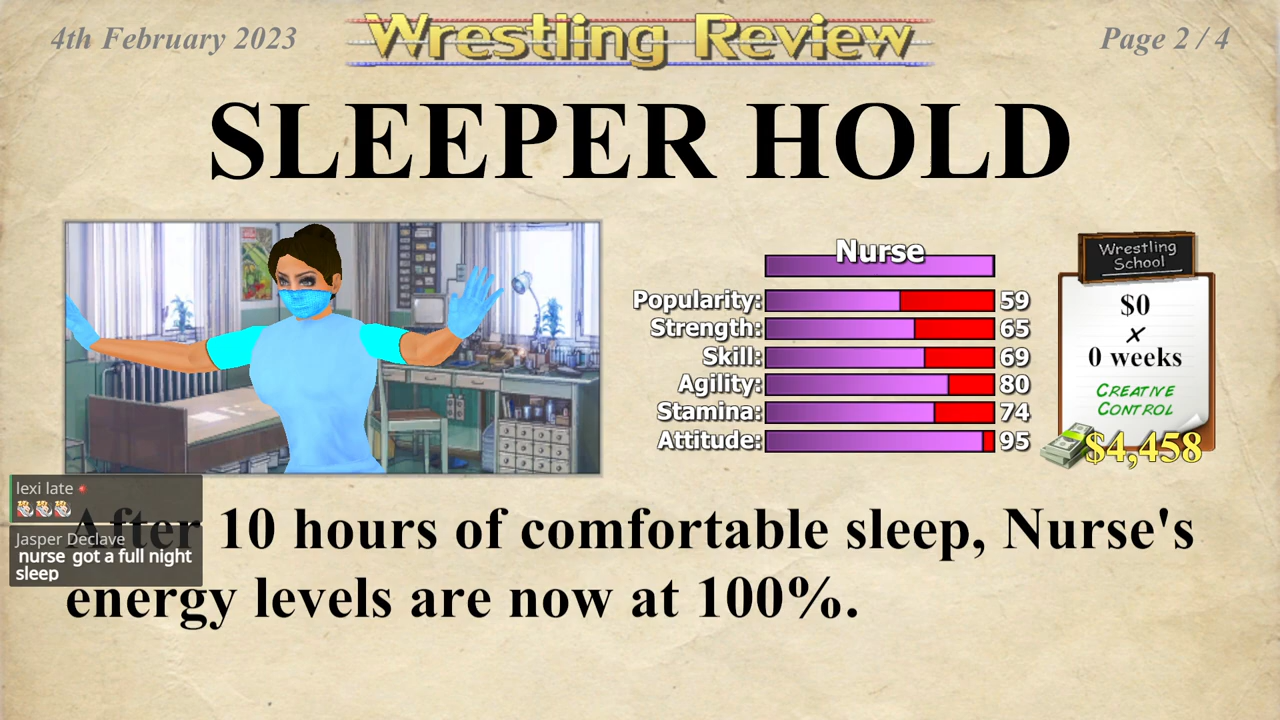 4th February 2023
Wrestling Review
Page 2 / 4
SLEEPER HOLD
Nurse
Popularity: 59
Strength: 65
Skill: 69
Agility: 80
Stamina: 74
Attitude: 95
Wrestling
School
$0
x
0 weeks
CREATIVE
CONTROL
$4,458
lexi late
Jasper Declave
nurse got a full night
sleep
After 10 hours of comfortable sleep, Nurse's
energy levels are now at 100%.